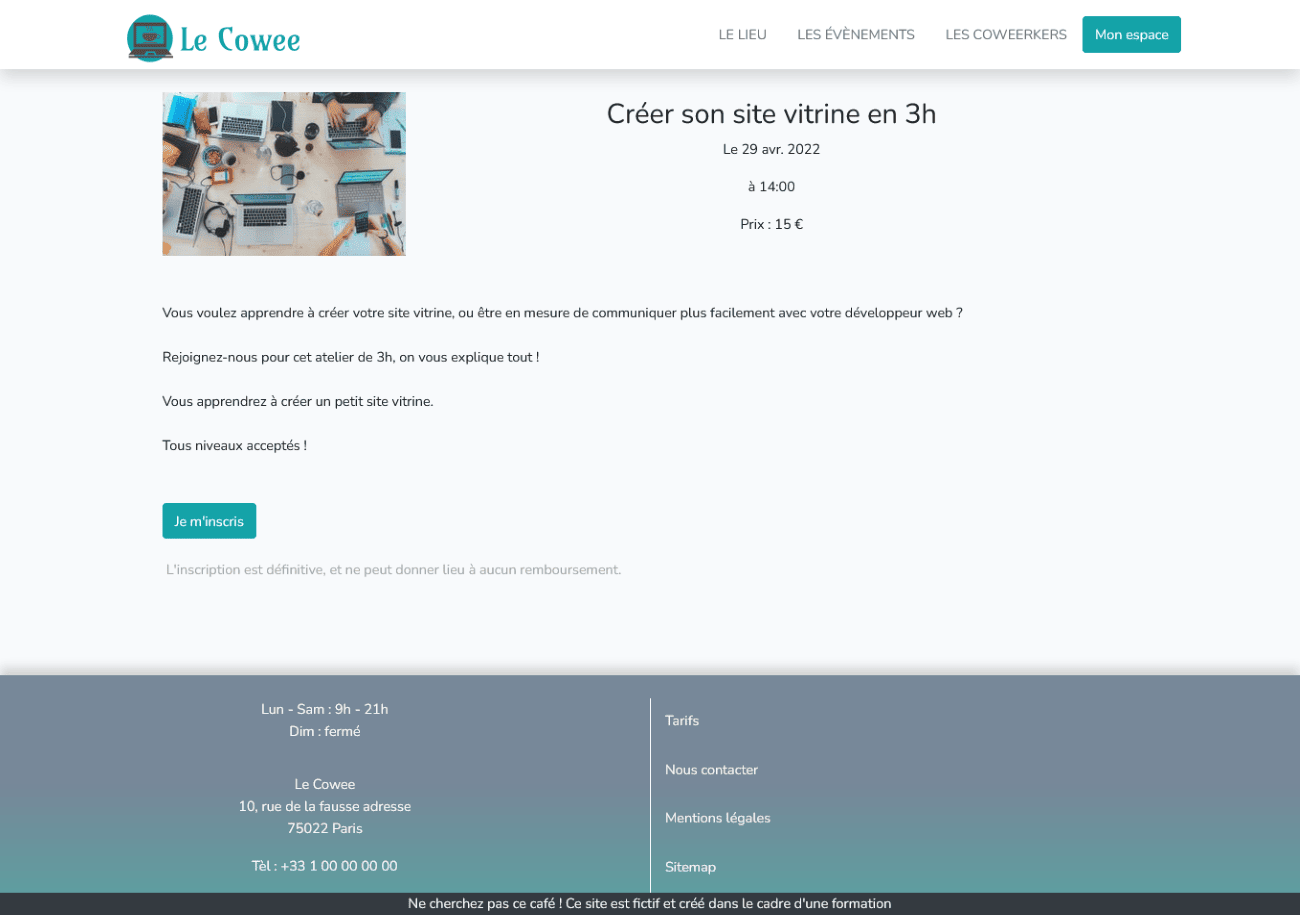 Le Cowee
LE LIEU
LES ÉVÈNEMENTS
LES COWEERKERS
Mon espace
Créer son site vitrine en 3h
Le 29 avr. 2022
à 14:00
Prix : 15 €
Vous voulez apprendre à créer votre site vitrine, ou être en mesure de communiquer plus facilement avec votre développeur web ?
Rejoignez-nous pour cet atelier de 3h, on vous explique tout !
Vous apprendrez à créer un petit site vitrine.
Tous niveaux acceptés !
Je m'inscris
L'inscription est définitive, et ne peut donner lieu à aucun remboursement.
Lun - Sam : 9h - 21h
Dim : fermé
Le Cowee
10, rue de la fausse adresse
75022 Paris
Tèl : +33 1 00 00 00 00
Tarifs
Nous contacter
Mentions légales
Sitemap
Ne cherchez pas ce café ! Ce site est fictif et créé dans le cadre d'une formation